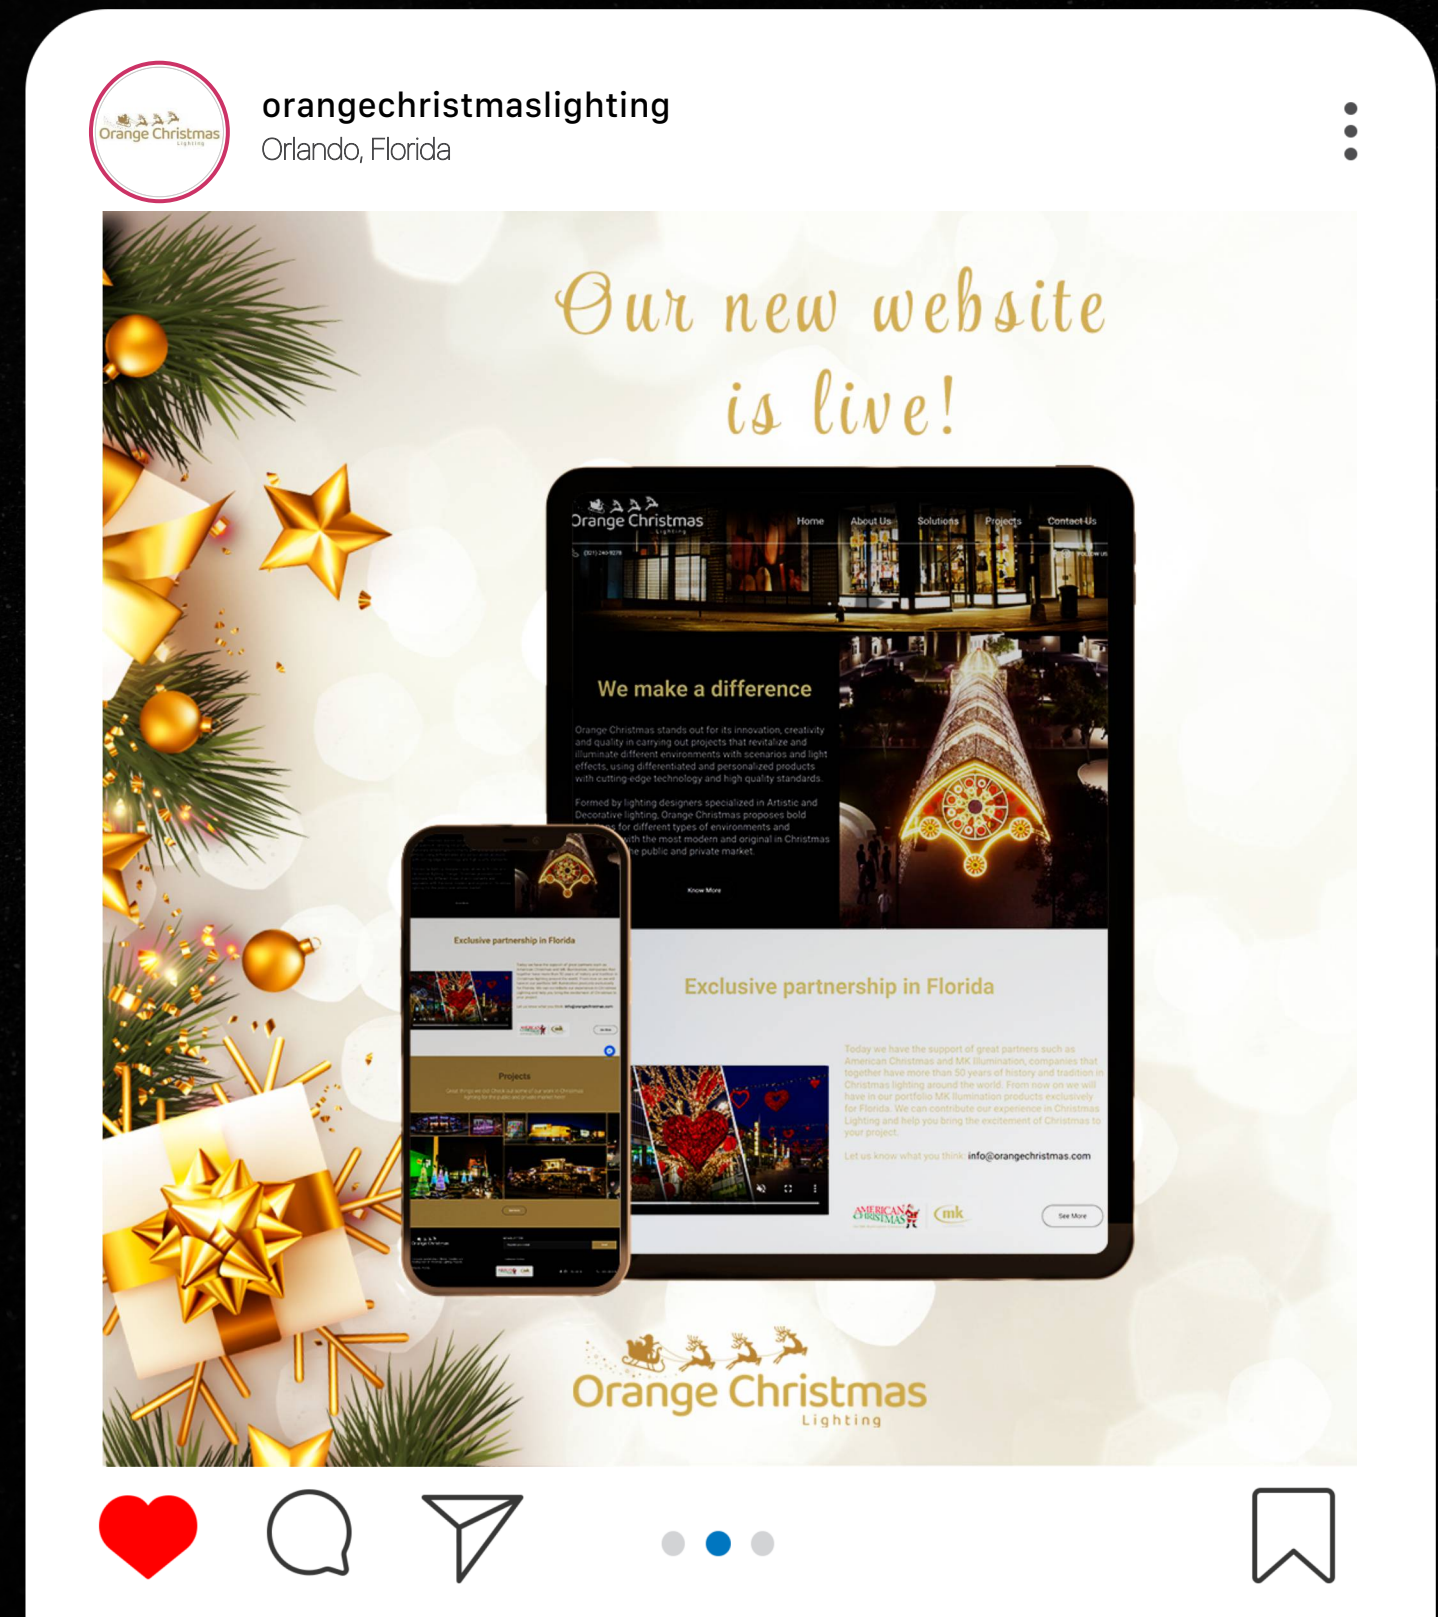 Orange Christmas
Lighting
orangechristmaslighting
Orlando, Florida
Our new website
is live!
Orange Christmas
Lighting
Home About Us Solutions Projects Contact Us
We make a difference
Orange Christmas stands out for its innovation, creativity
and quality in carrying out projects that revitalize and
illuminate different environments with scenarios and light
effects, using differentiated and personalized products
with cutting-edge technology and high quality standards.
Formed by lighting designers specialized in Artistic and
Decorative lighting, Orange Christmas proposes bold
for different types of environments and
with the most modern and original in Christmas
public and private market.
Know More
Exclusive partnership in Florida
Today we have the support of great partners such as
American Christmas and MK Illumination, companies that
together have more than 50 years of history and tradition in
Christmas lighting around the world. From now on we will
have in our portfolio MK Illumination products exclusively
for Florida. We can contribute our experience in Christmas
Lighting and help you bring the excitement of Christmas to
your project.
Let us know what you think: info@orangechristmas.com
AMERICAN
CHRISTMAS
mk
See More
Exclusive partnership in Florida
Projects
Orange Christmas
Lighting